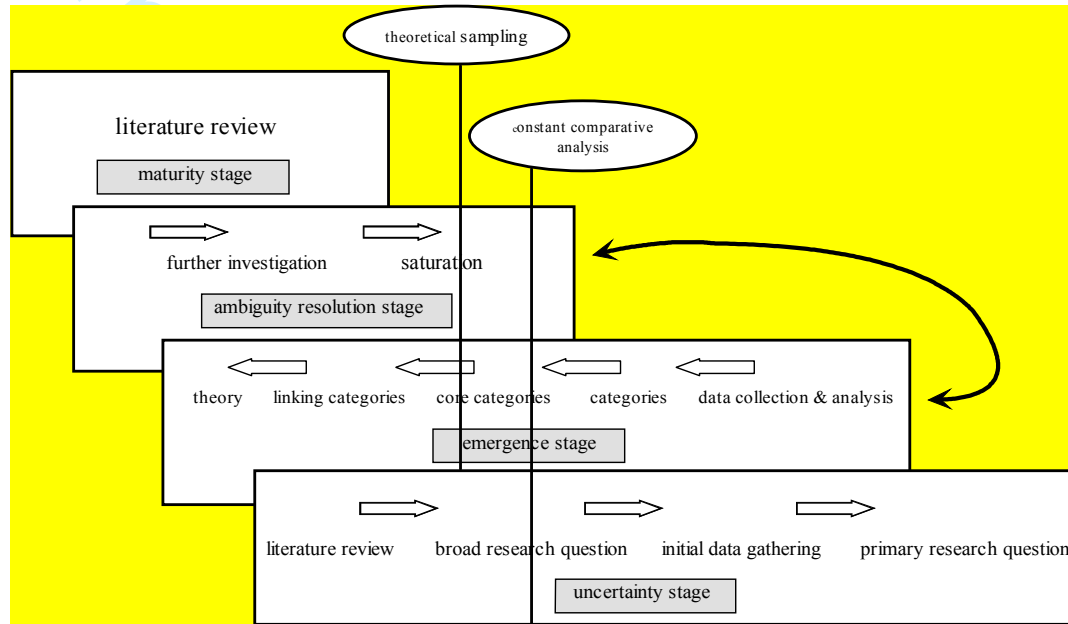 theoretical sampling
constant comparative
analysis
literature review
maturity stage
further investigation saturation
ambiguity resolution stage
theory linking categories core categories categories data collection & analysis
emergence stage
literature review broad research question initial data gathering primary research question
uncertainty stage